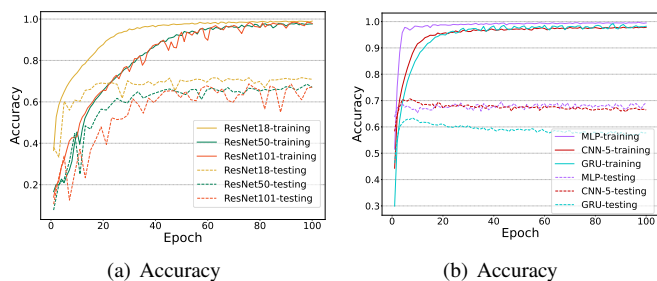 1.0
0.8
0.6
0.4
0.2
Accuracy
0
20
40
60
80
100
Epoch
ResNet18-training
ResNet50-training
ResNet101-training
ResNet18-testing
ResNet50-testing
ResNet101-testing
(a) Accuracy
1.0
0.9
0.8
0.7
0.6
0.5
0.4
0.3
Accuracy
0
20
40
60
80
100
Epoch
MLP-training
CNN-5-training
GRU-training
MLP-testing
CNN-5-testing
GRU-testing
(b) Accuracy